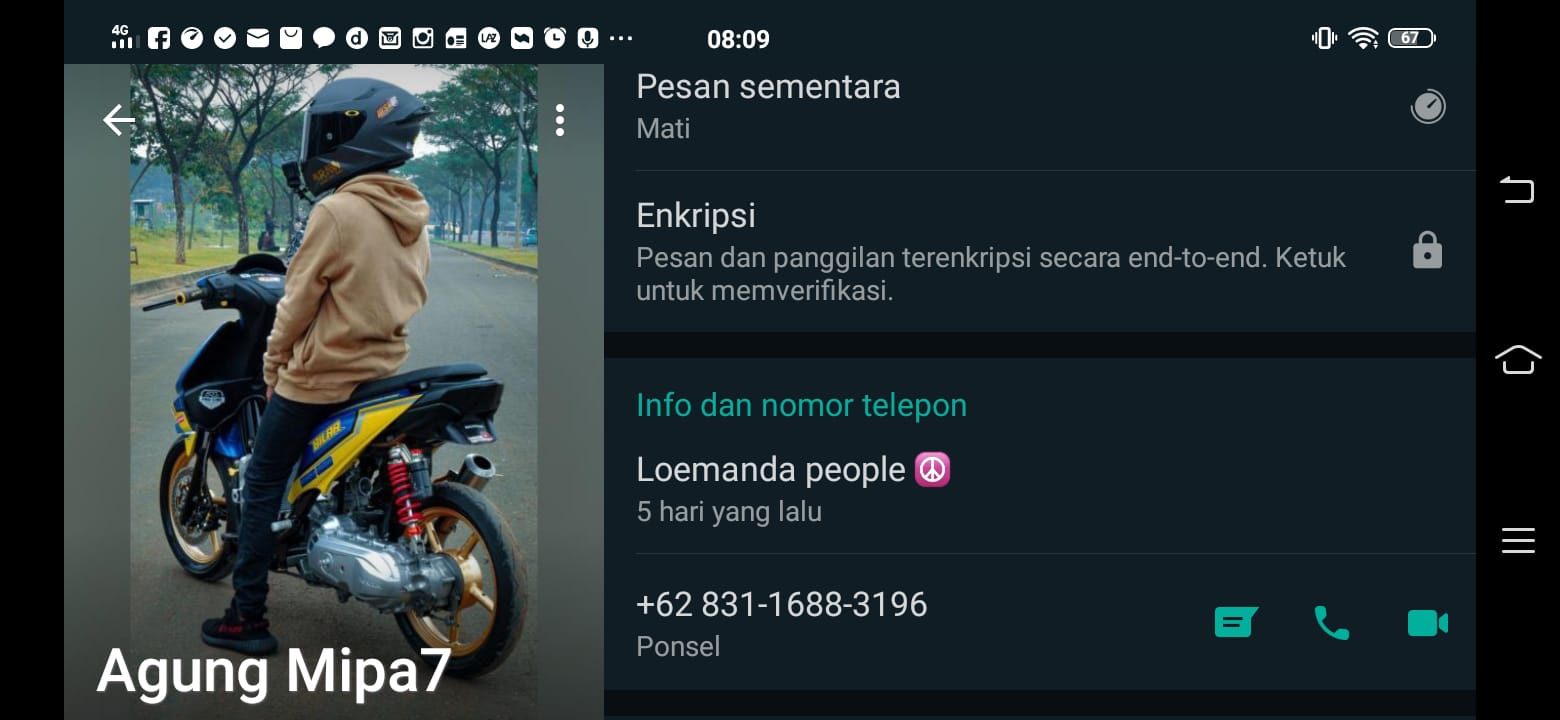 4G
08:09
67
Agung Mipa7
Pesan sementara
Mati
Enkripsi
Pesan dan panggilan terenkripsi secara end-to-end. Ketuk
untuk memverifikasi.
Info dan nomor telepon
Loemanda people ☮
5 hari yang lalu
+62 831-1688-3196
Ponsel